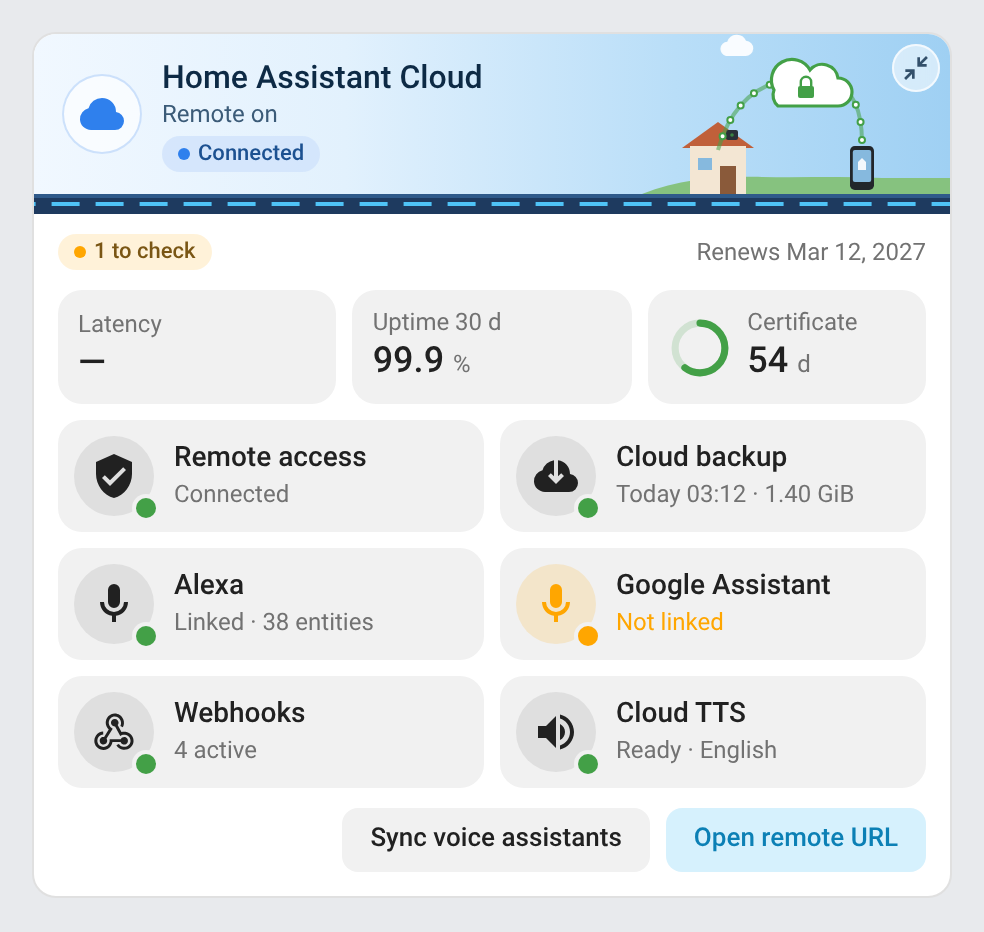 Home Assistant Cloud
Remote on
Connected
1 to check
Renews Mar 12, 2027
Latency
–
Uptime 30 d
99.9 %
Certificate
54 d
Remote access
Connected
Cloud backup
Today 03:12 · 1.40 GiB
Alexa
Linked · 38 entities
Google Assistant
Not linked
Webhooks
4 active
Cloud TTS
Ready · English
Sync voice assistants
Open remote URL